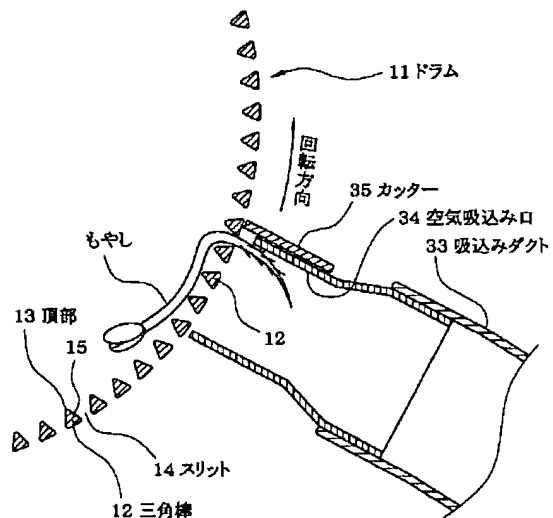 11 ドラム
回転方向
35 カッター
34 空気吸込み口
33 吸込みダクト
もやし
13 頂部
15
12
14 スリット
12 三角棒